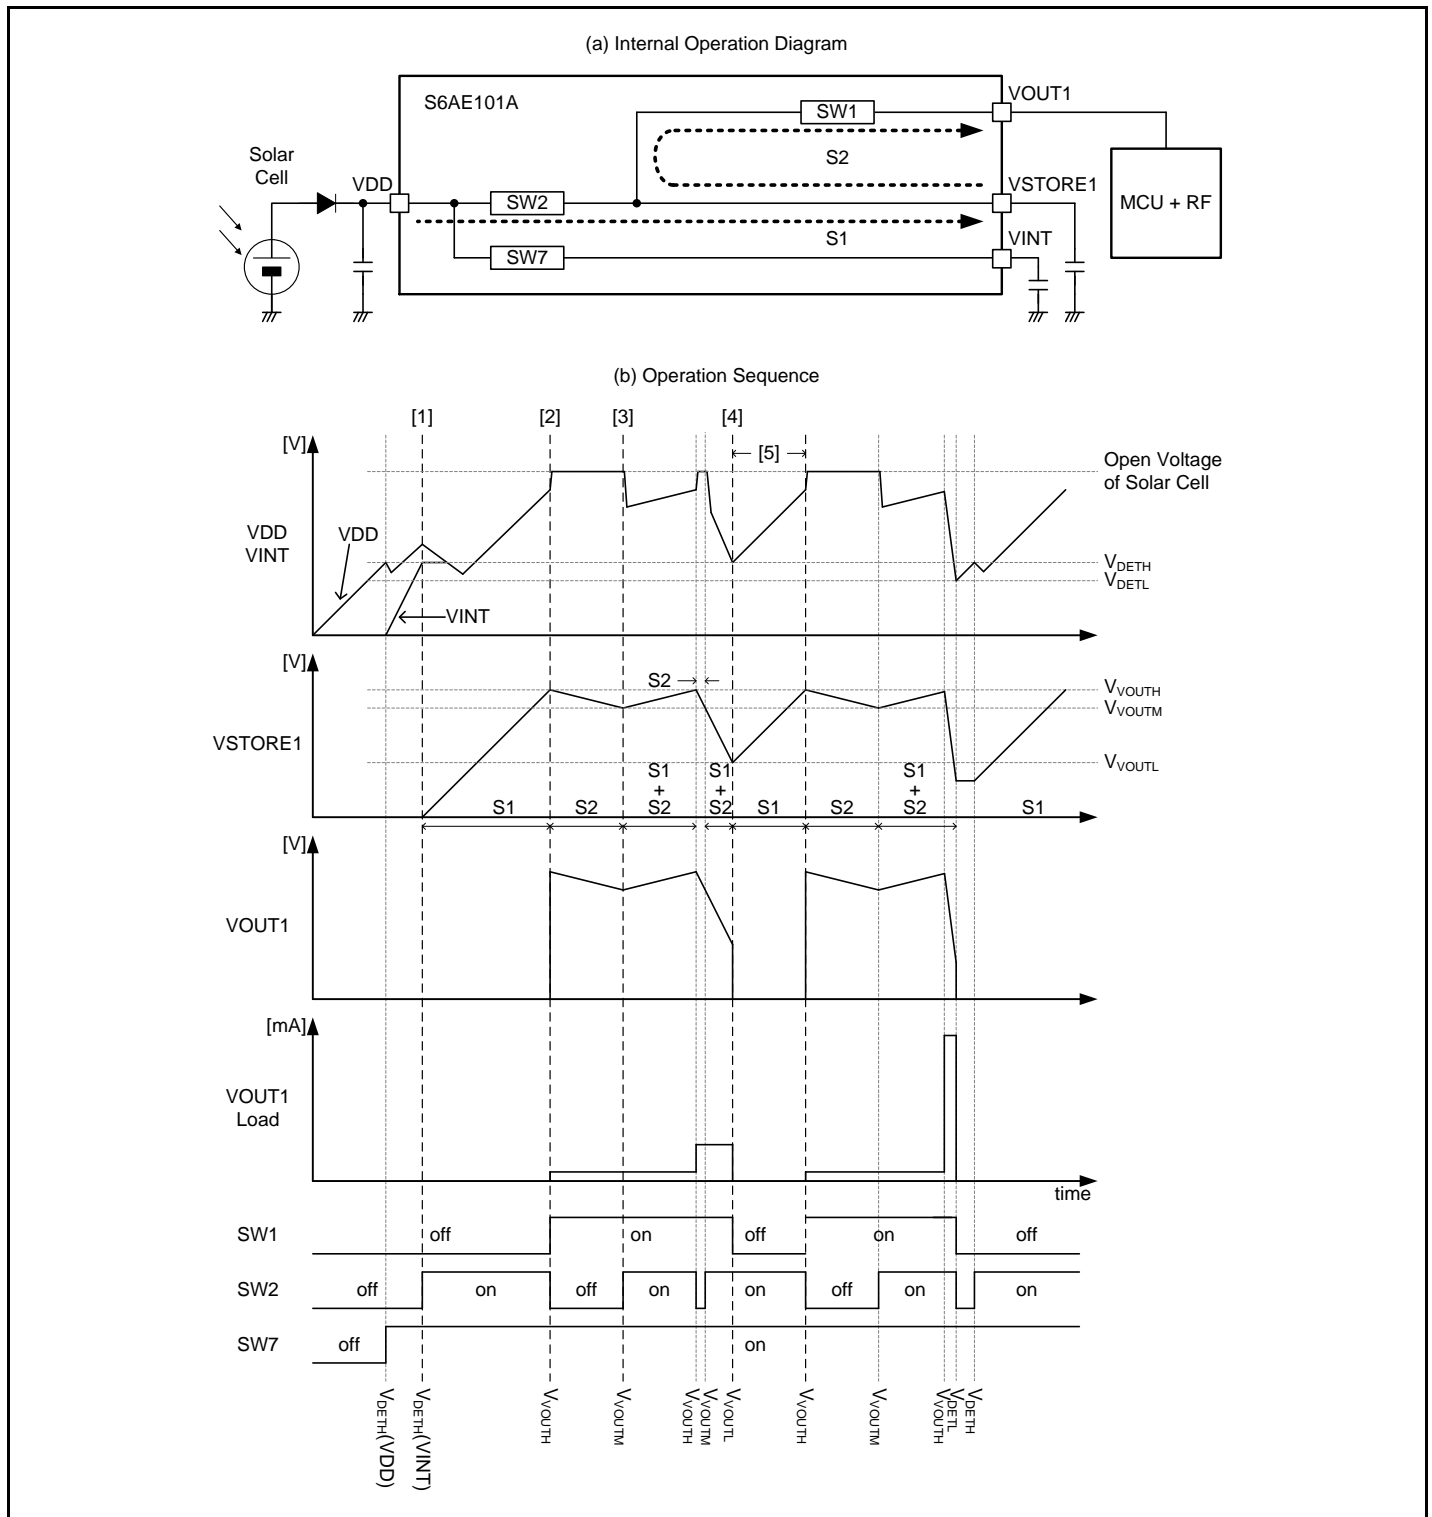 (a) Internal Operation Diagram
S6AE101A
SW1
VOUT1
S2
Solar
Cell
VDD
SW2
VSTORE1
MCU + RF
S1
VINT
SW7
(b) Operation Sequence
[1]
[2]
[3]
[4]
[V]
[5]
Open Voltage
of Solar Cell
VDD
VINT
VDD
VDETH
VDETL
VINT
[V]
S2
VVOUTH
VVOUTM
VSTORE1
VVOUTL
S1
+
S2
S1
+
S2
S1
+
S2
S1
S2
S1
S2
S1
[V]
VOUT1
[mA]
VOUT1
Load
time
SW1
off
on
off
on
off
SW2
off
on
off
on
on
off
on
on
SW7
off
on
VDETH(VDD)
VDETH(VINT)
VVOUTH
VVOUTM
VVOUTH
VVOUTM
VVOUTL
VVOUTH
VVOUTM
VVOUTH
VDETL
VDETH